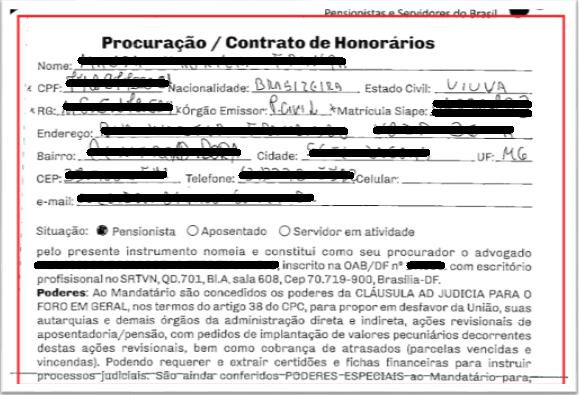 Pensionistas e Servidores do Brasil
Procuração / Contrato de Honorários
Nome:
* CPF: Nacionalidade: BRASILEIRA Estado Civil: VIUVA
* RG: *Órgão Emissor: P.CIVIL *Matrícula Siape:
Endereço:
Bairro: Cidade: UF: MG
CEP: Telefone: Celular:
e-mail:
Situação: Pensionista Aposentado Servidor em atividade
pelo presente instrumento nomeia e constitui como seu procurador o advogado
, inscrito na OAB/DF nº , com escritório
profisisonal no SRTVN, QD.701, Bl.A, sala 608, Cep 70.719-900, Brasília-DF.
Poderes: Ao Mandatário são concedidos os poderes da CLÁUSULA AD JUDICIA PARA O
FORO EM GERAL, nos termos do artigo 38 do CPC, para propor em desfavor da União, suas
autarquias e demais órgãos da administração direta e indireta, ações revisionais de
aposentadoria/pensão, com pedidos de implantação de valores pecuniários decorrentes
destas ações revisionais, bem como cobrança de atrasados (parcelas vencidas e
vincendas). Podendo requerer e extrair certidões e fichas financeiras para instruir
processos judiciais. São ainda conferidos PODERES ESPECIAIS ao Mandatário para,